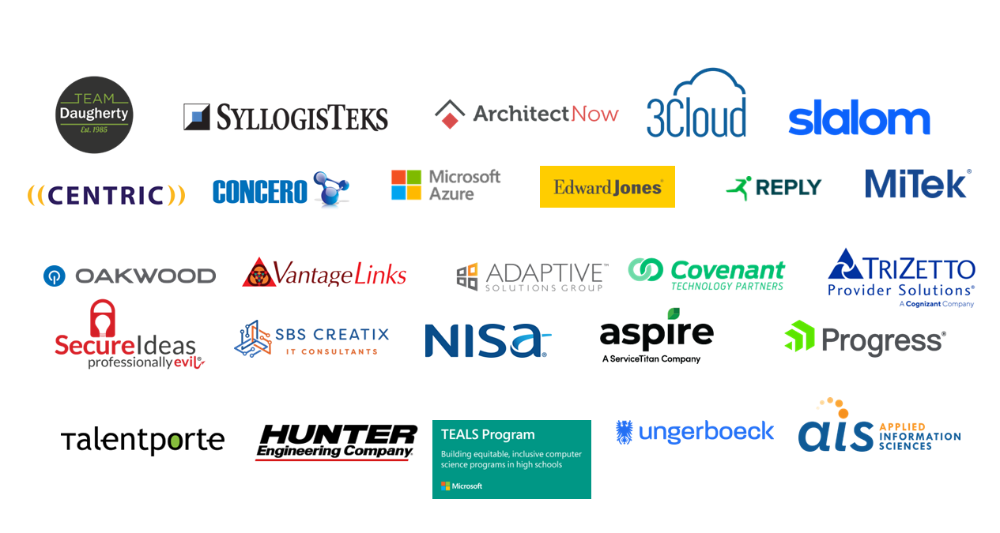 TEAM
Daugherty
Est. 1985
SYLLOGISTEKS
ArchitectNow
3Cloud
slalom
((CENTRIC))
CONCERO
Microsoft
Azure
Edward Jones®
REPLY
MiTek®
OAKWOOD
VantageLinks
ADAPTIVE™
SOLUTIONS GROUP
Covenant
TECHNOLOGY PARTNERS
TRIZETTO
Provider Solutions®
A Cognizant Company
SecureIdeas
professionallyevil®
SBS CREATIX
IT CONSULTANTS
NISa®
aspire
A ServiceTitan Company
Progress®
Talentporte
HUNTER
Engineering Company®
TEALS Program
Building equitable, inclusive computer
science programs in high schools
Microsoft
ungerboeck
ais
APPLIED
INFORMATION
SCIENCES